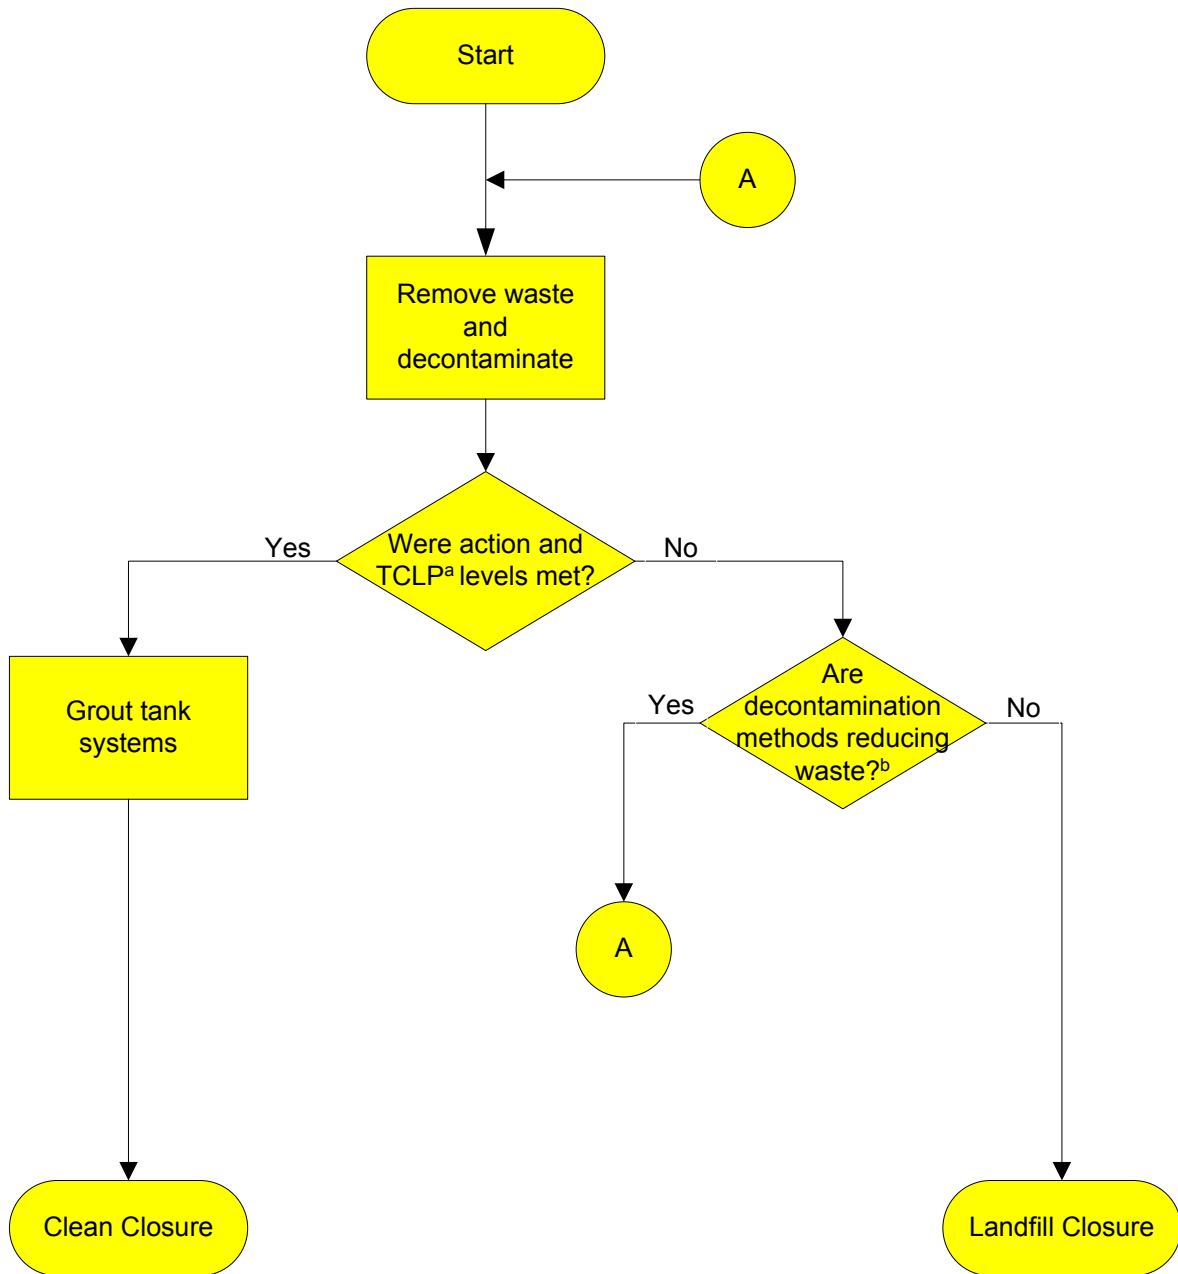 Start
A
Remove waste
and
decontaminate
Yes
Were action and
TCLPᵃ levels met?
No
Grout tank
systems
Yes
Are
decontamination
methods reducing
waste?ᵇ
No
A
Clean Closure
Landfill Closure